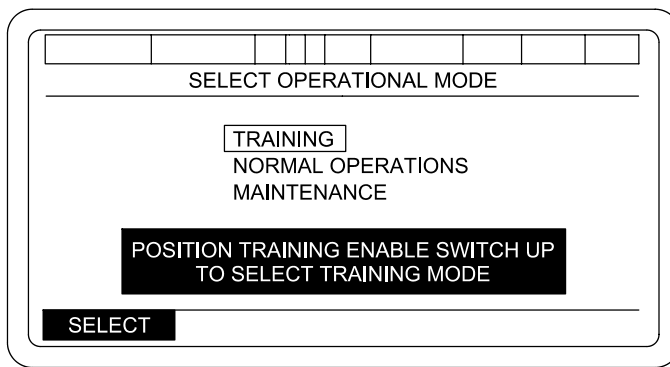 SELECT OPERATIONAL MODE
TRAINING
NORMAL OPERATIONS
MAINTENANCE
POSITION TRAINING ENABLE SWITCH UP
TO SELECT TRAINING MODE
SELECT